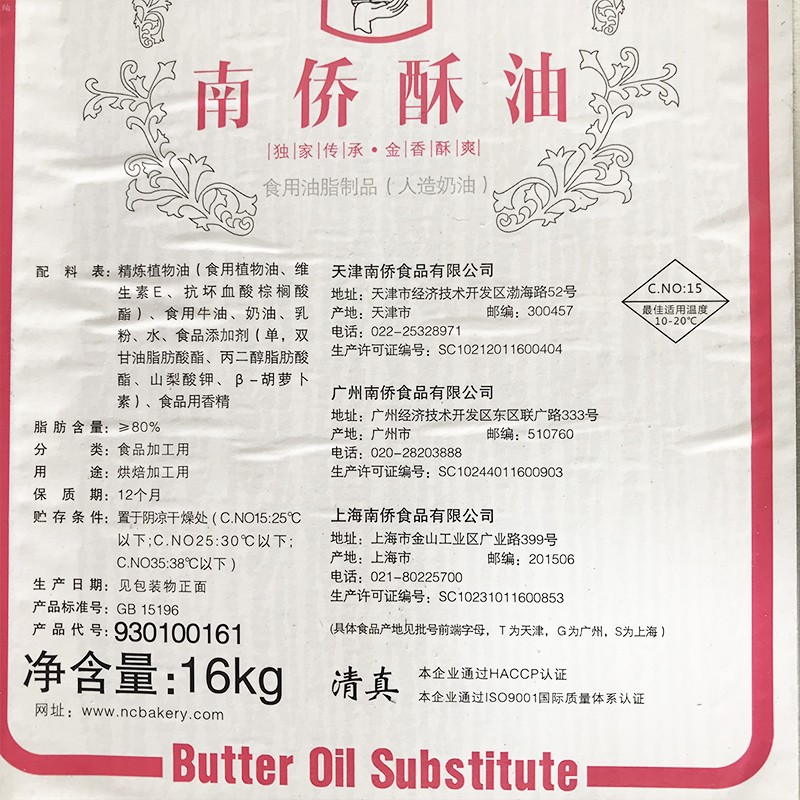 南侨酥油
独|家|传|承·金|香|酥|爽
食用油脂制品（人造奶油）
配料表：精炼植物油（食用植物油、维
生素E、抗坏血酸棕榈酸
酯）、食用牛油、奶油、乳
粉、水、食品添加剂（单，双
甘油脂肪酸酯、丙二醇脂肪酸
酯、山梨酸钾、β-胡萝卜
素）、食品用香精
脂肪含量：≥80%
分类：食品加工用
用途：烘焙加工用
保质期：12个月
贮存条件：置于阴凉干燥处（C.NO15:25℃
以下;C.NO25:30℃以下;
C.NO35:38℃以下）
生产日期：见包装物正面
产品标准号：GB 15196
产品代号：930100161
净含量:16kg
网址：www.ncbakery.com
天津南侨食品有限公司
地址：天津市经济技术开发区渤海路52号
产地：天津市 邮编：300457
电话：022-25328971
生产许可证编号：SC10212011600404
广州南侨食品有限公司
地址：广州经济技术开发区东区联广路333号
产地：广州市 邮编：510760
电话：020-28203888
生产许可证编号：SC10244011600903
上海南侨食品有限公司
地址：上海市金山工业区广业路399号
产地：上海市 邮编：201506
电话：021-80225700
生产许可证编号：SC10231011600853
(具体食品产地见批号前端字母，T为天津，G为广州，S为上海）
清真
本企业通过HACCP认证
本企业通过ISO9001国际质量体系认证
C.NO:15
最佳适用温度
10-20℃
Butter Oil Substitute